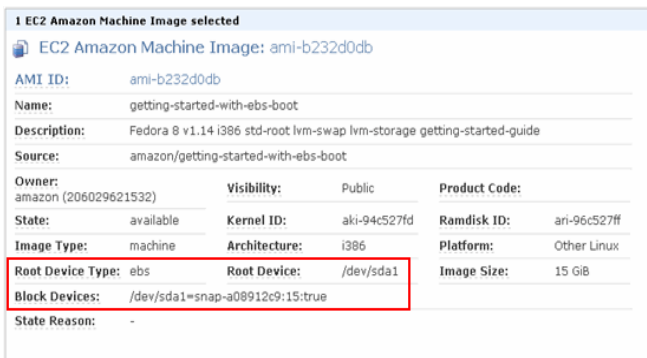 1 EC2 Amazon Machine Image selected
EC2 Amazon Machine Image: ami-b232d0db
AMI ID: ami-b232d0db
Name: getting-started-with-ebs-boot
Description: Fedora 8 v1.14 i386 std-root lvm-swap lvm-storage getting-started-guide
Source: amazon/getting-started-with-ebs-boot
Owner: amazon (206029621532) Visibility: Public Product Code:
State: available Kernel ID: aki-94c527fd Ramdisk ID: ari-96c527ff
Image Type: machine Architecture: i386 Platform: Other Linux
Root Device Type: ebs Root Device: /dev/sda1 Image Size: 15 GiB
Block Devices: /dev/sda1=snap-a08912c9:15:true
State Reason: -